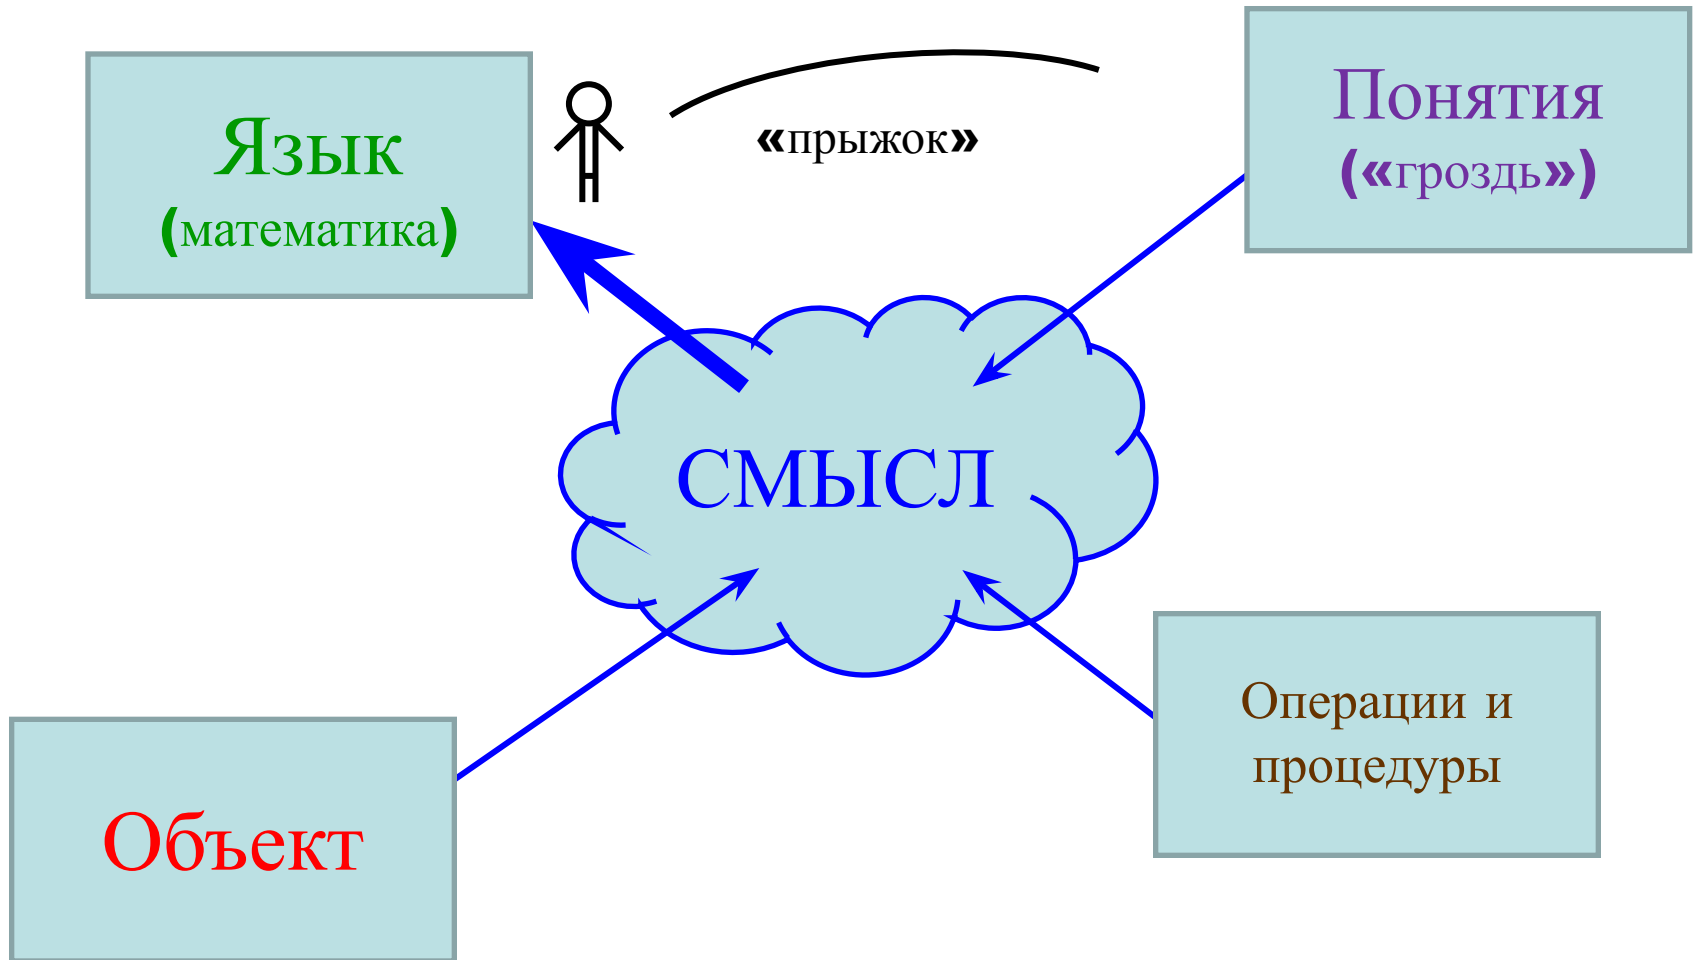 Язык
(математика)
«прыжок»
Понятия
(«гроздь»)
СМЫСЛ
Объект
Операции и
процедуры